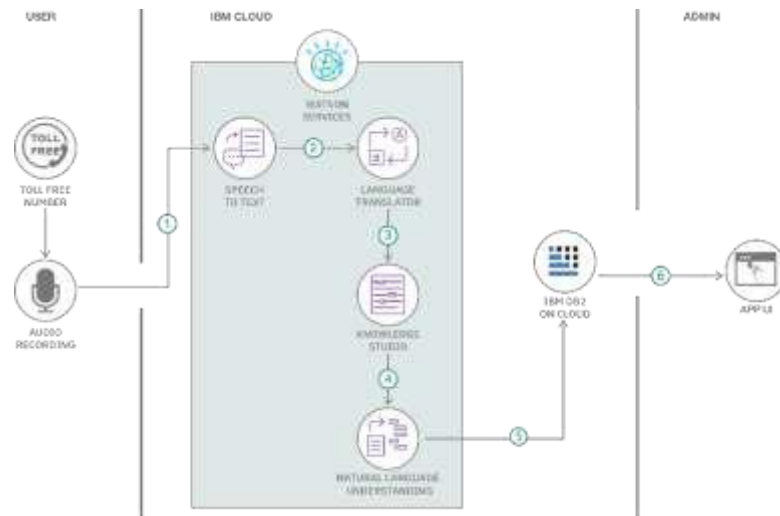 USER
IBM CLOUD
ADMIN
WATSON
SERVICES
TOLL
FREE
TOLL FREE
NUMBER
SPEECH
TO TEXT
2
LANGUAGE
TRANSLATOR
1
3
AUDIO
RECORDING
KNOWLEDGE
STUDIO
IBM DB2
ON CLOUD
6
APP UI
4
NATURAL LANGUAGE
UNDERSTANDING
5